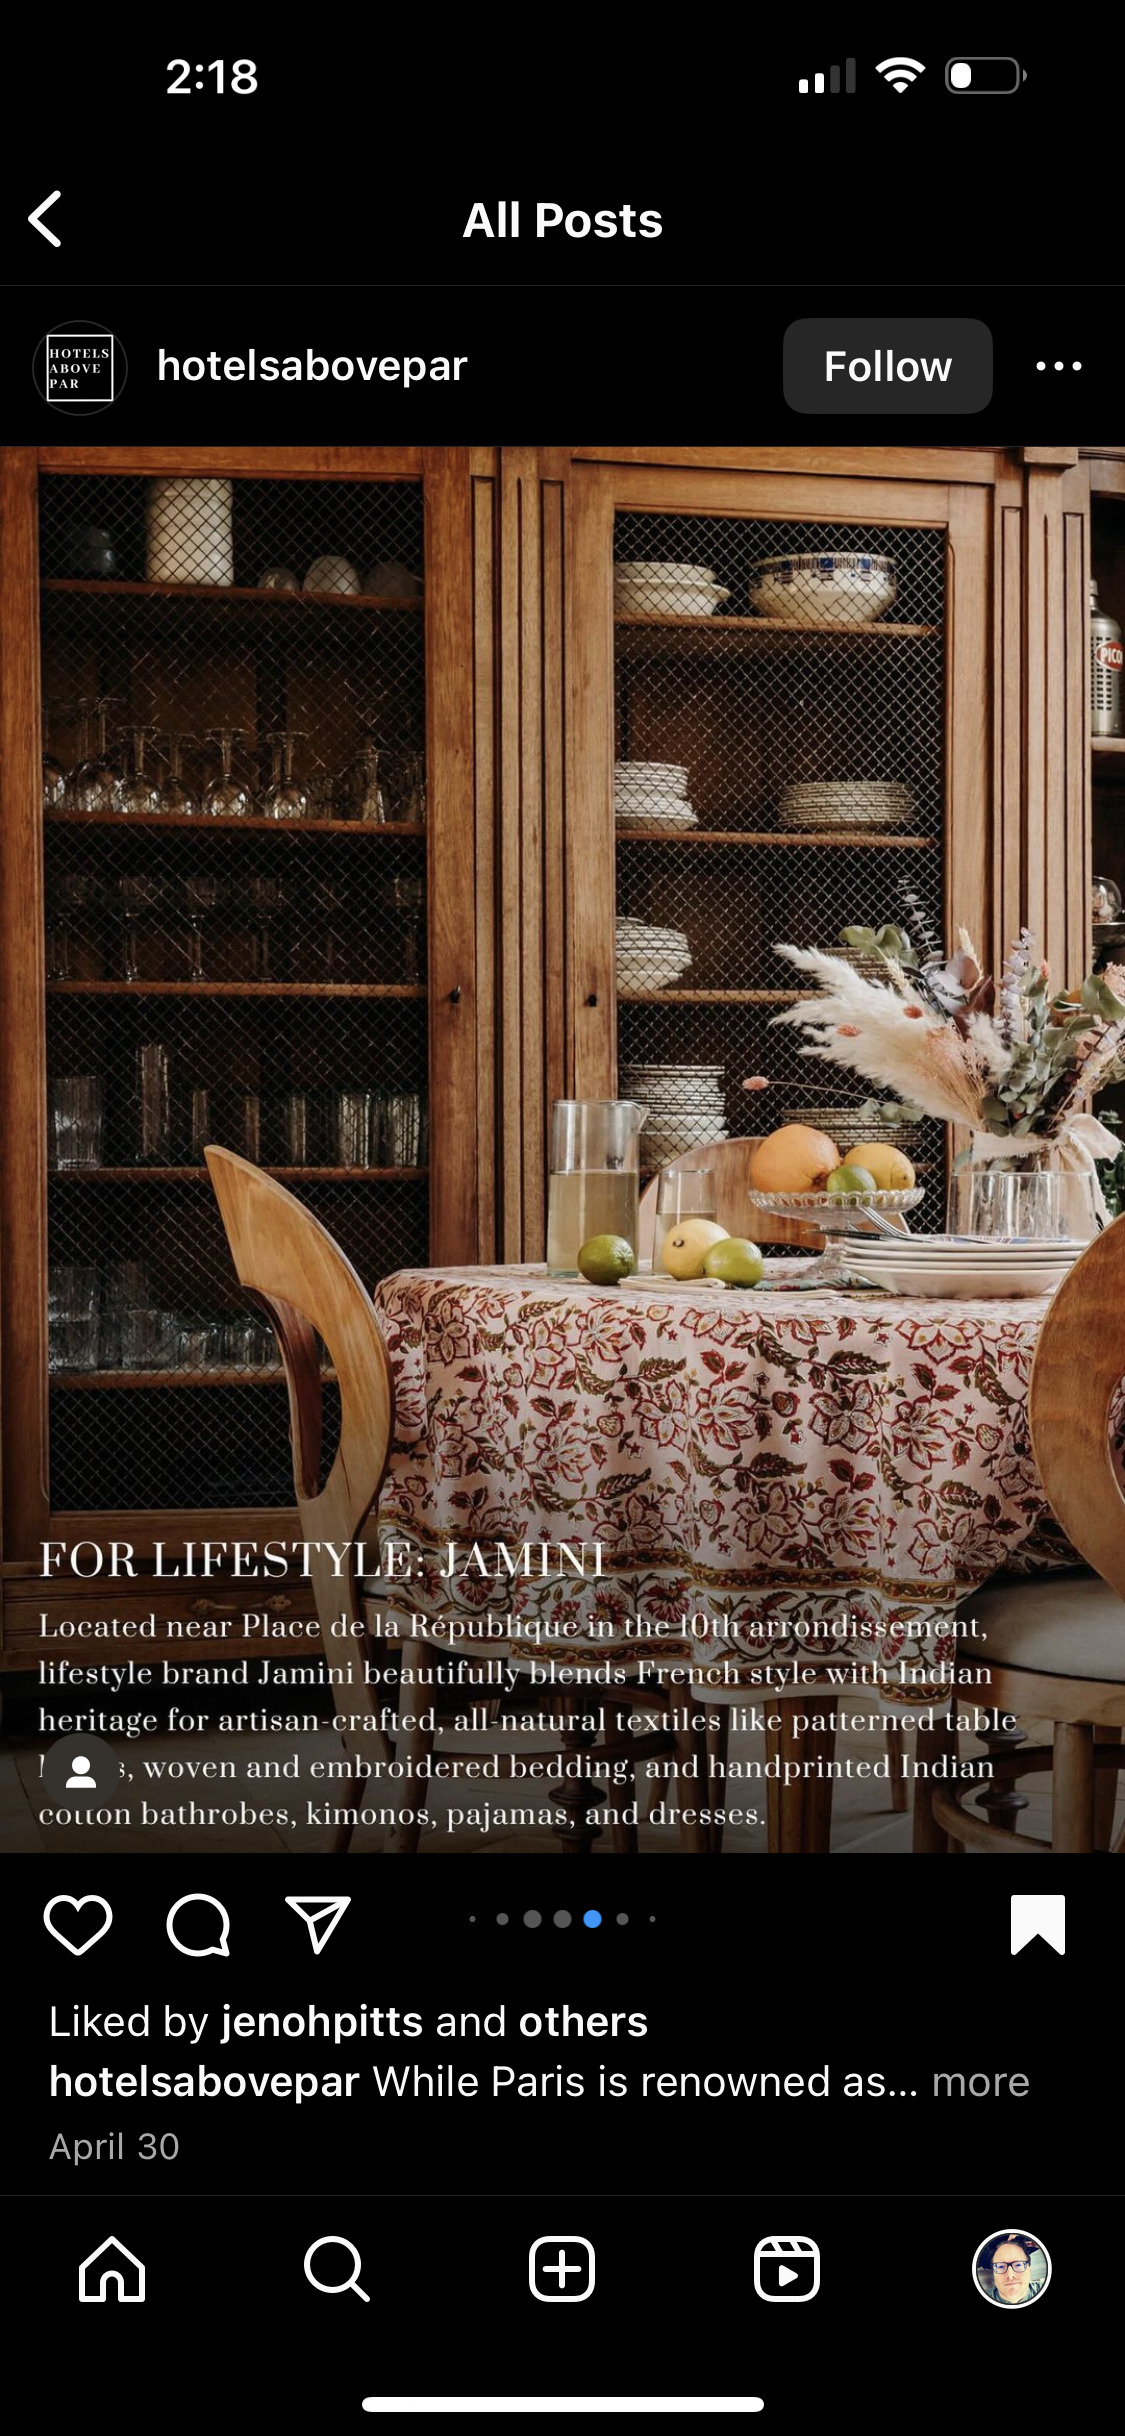 2:18
All Posts
HOTELS
ABOVE
PAR
hotelsabovepar
Follow
PICO
FOR LIFESTYLE: JAMINI
Located near Place de la République in the 10th arrondissement,
lifestyle brand Jamini beautifully blends French style with Indian
heritage for artisan-crafted, all-natural textiles like patterned table
woven and embroidered bedding, and handprinted Indian
cotton bathrobes, kimonos, pajamas, and dresses.
Liked by jenohpitts and others
hotelsabovepar While Paris is renowned as... more
April 30